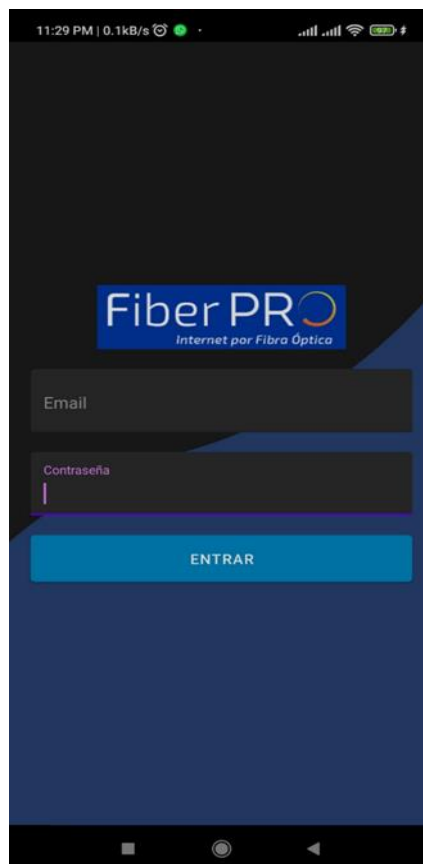 11:29 PM | 0.1kB/s
Fiber PRO
Internet por Fibra Óptica
Email
Contraseña
ENTRAR